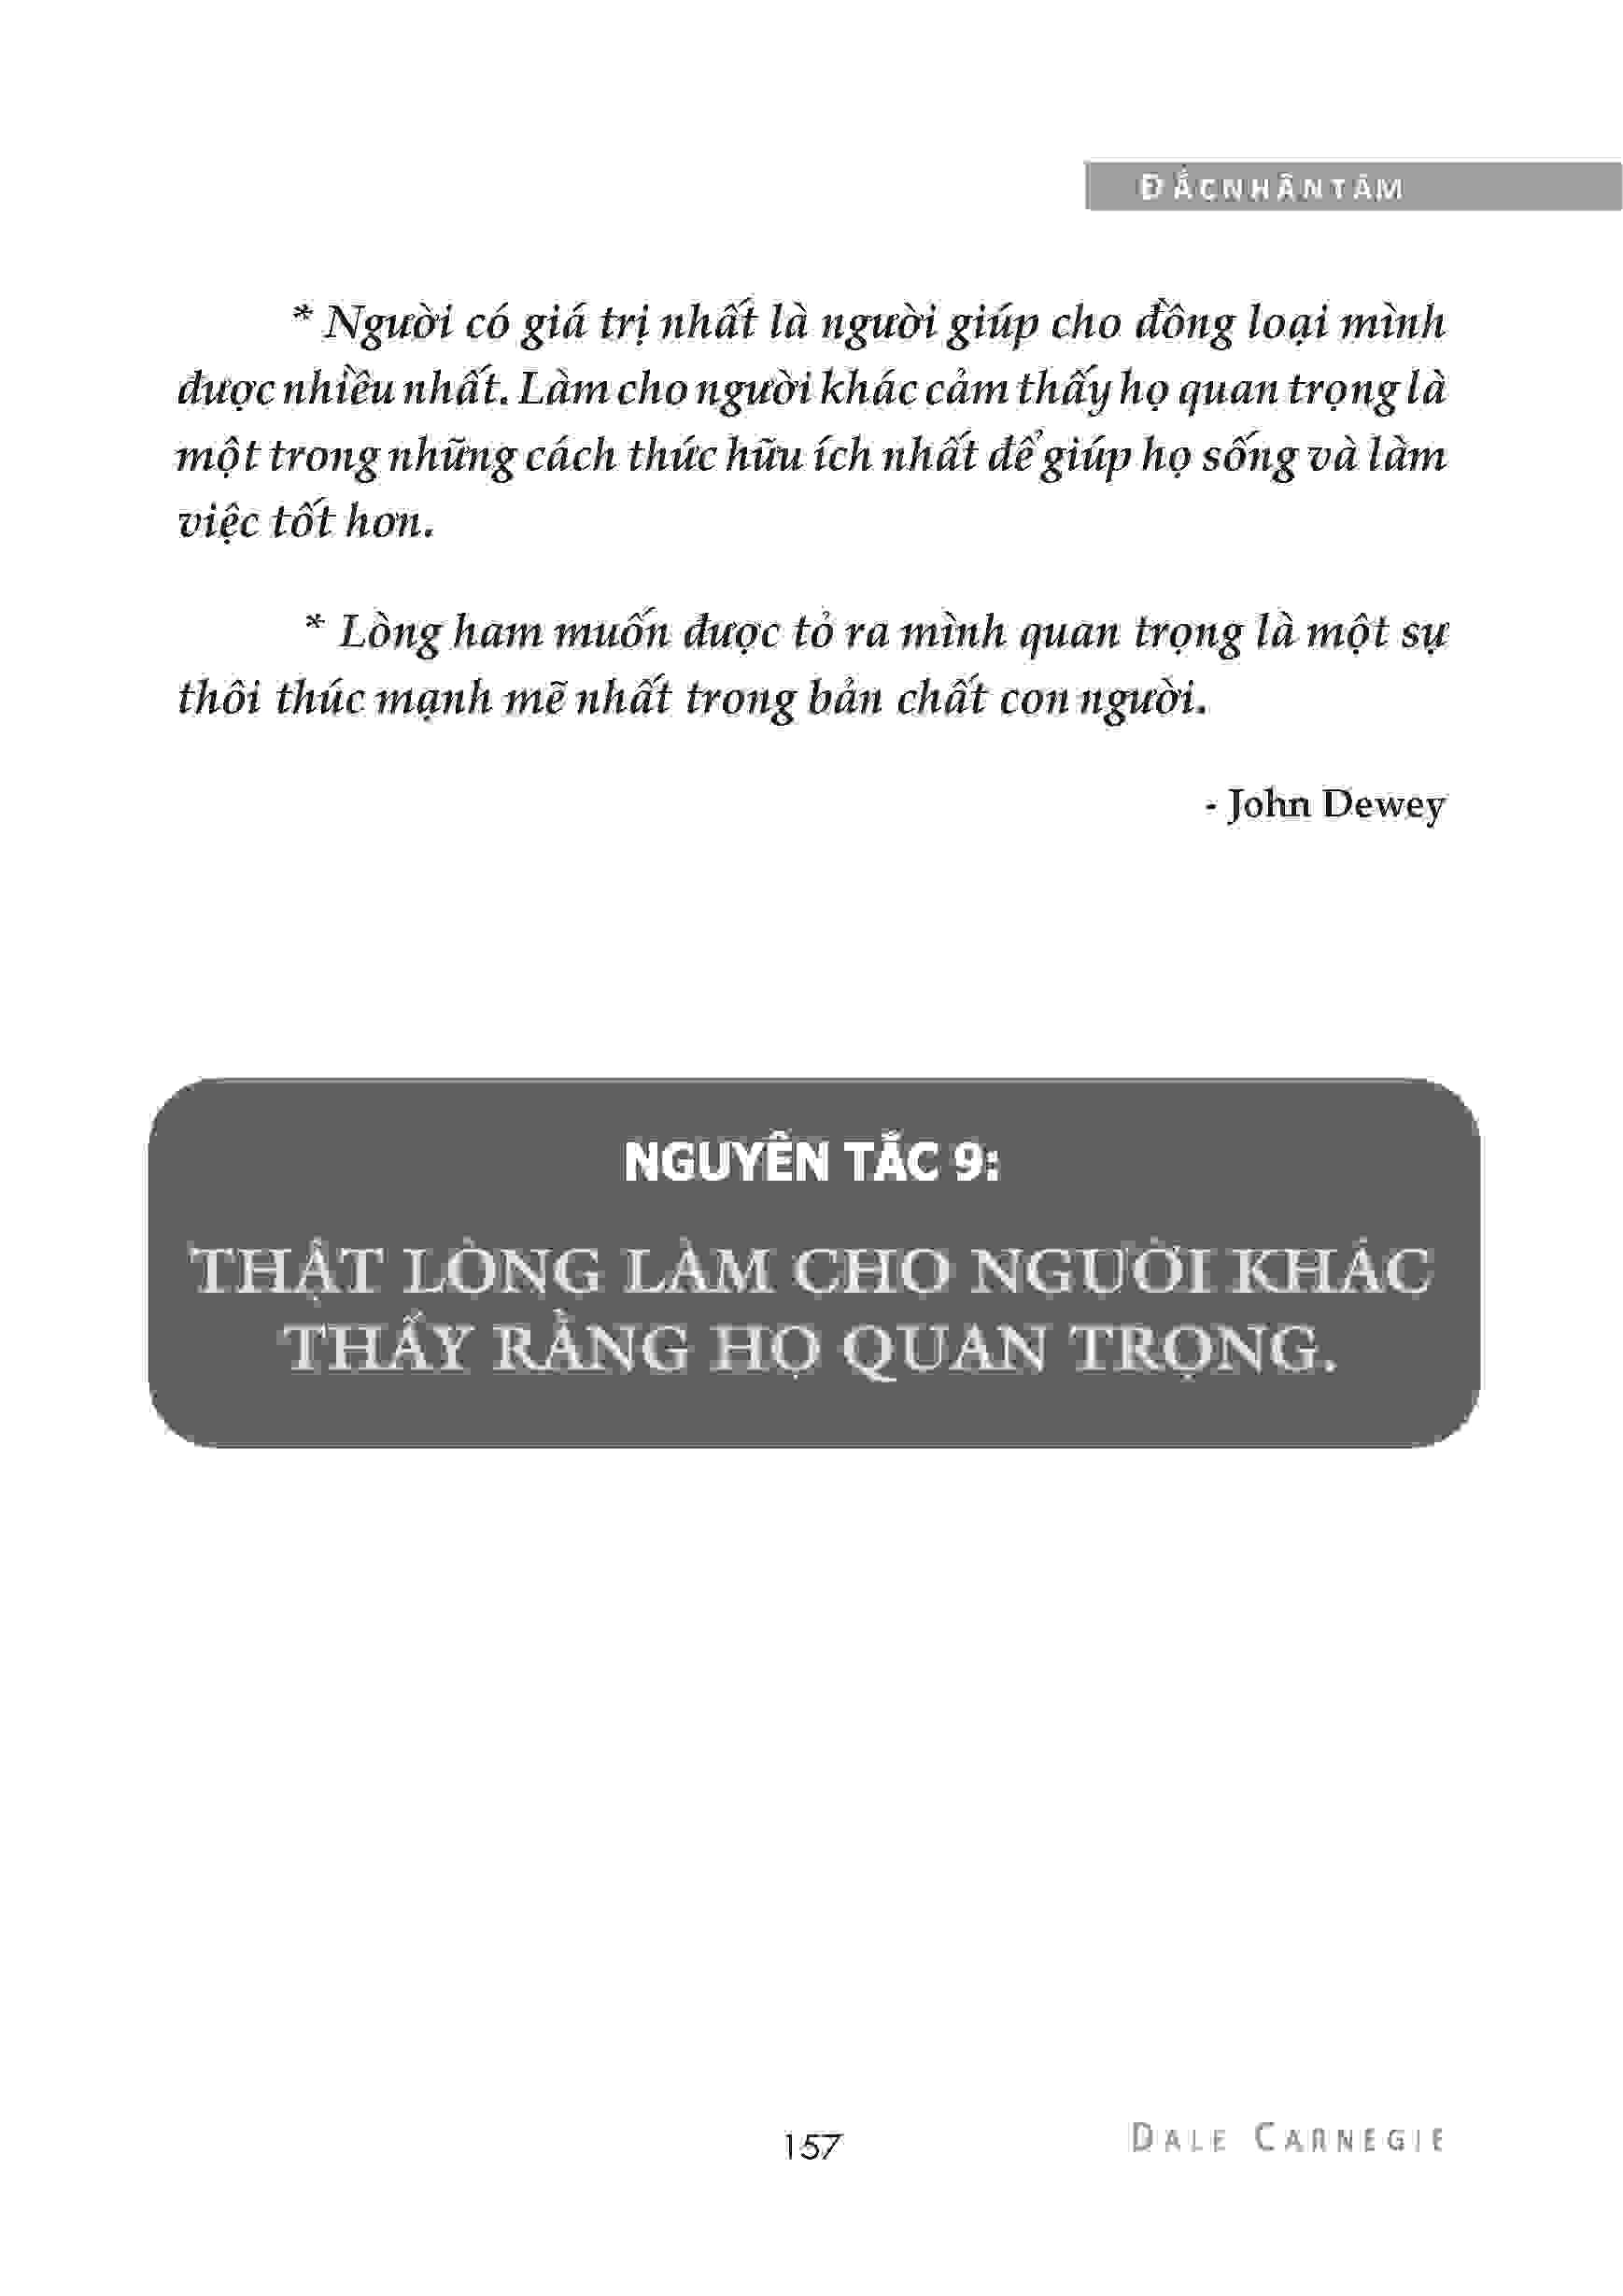 ĐẮC NHÂN TÂM
* Người có giá trị nhất là người giúp cho đồng loại mình
được nhiều nhất. Làm cho người khác cảm thấy họ quan trọng là
một trong những cách thức hữu ích nhất để giúp họ sống và làm
việc tốt hơn.
* Lòng ham muốn được tỏ ra mình quan trọng là một sự
thôi thúc mạnh mẽ nhất trong bản chất con người.
- John Dewey
NGUYÊN TẮC 9:
THẬT LÒNG LÀM CHO NGƯỜI KHÁC
THẤY RẰNG HỌ QUAN TRỌNG.
157
DALE CARNEGIE